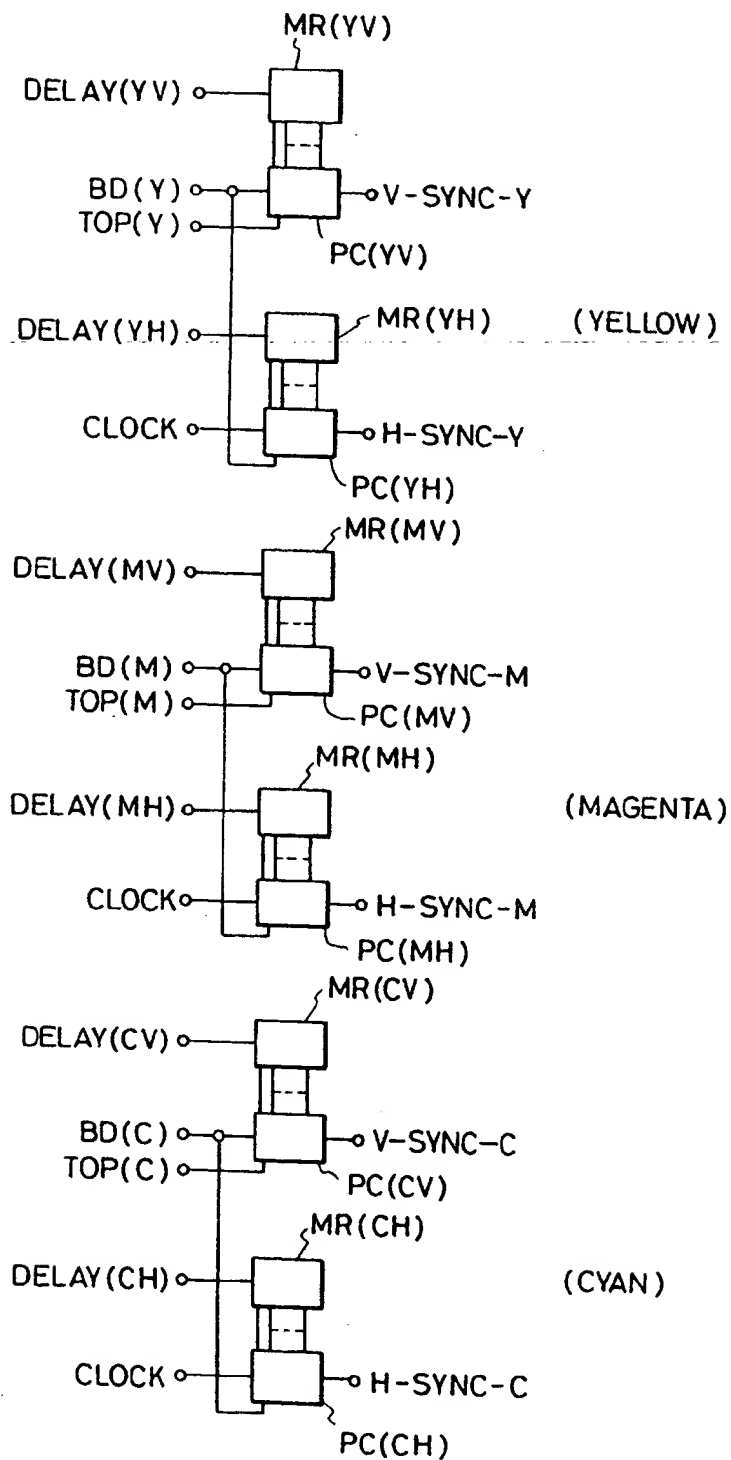 MR(YV)
DELAY(YV)
BD(Y)
V-SYNC-Y
TOP(Y)
PC(YV)
DELAY(YH)
MR(YH)
(YELLOW)
CLOCK
H-SYNC-Y
PC(YH)
MR(MV)
DELAY(MV)
BD(M)
V-SYNC-M
TOP(M)
PC(MV)
MR(MH)
DELAY(MH)
(MAGENTA)
CLOCK
H-SYNC-M
PC(MH)
MR(CV)
DELAY(CV)
BD(C)
V-SYNC-C
TOP(C)
PC(CV)
MR(CH)
DELAY(CH)
(CYAN)
CLOCK
H-SYNC-C
PC(CH)